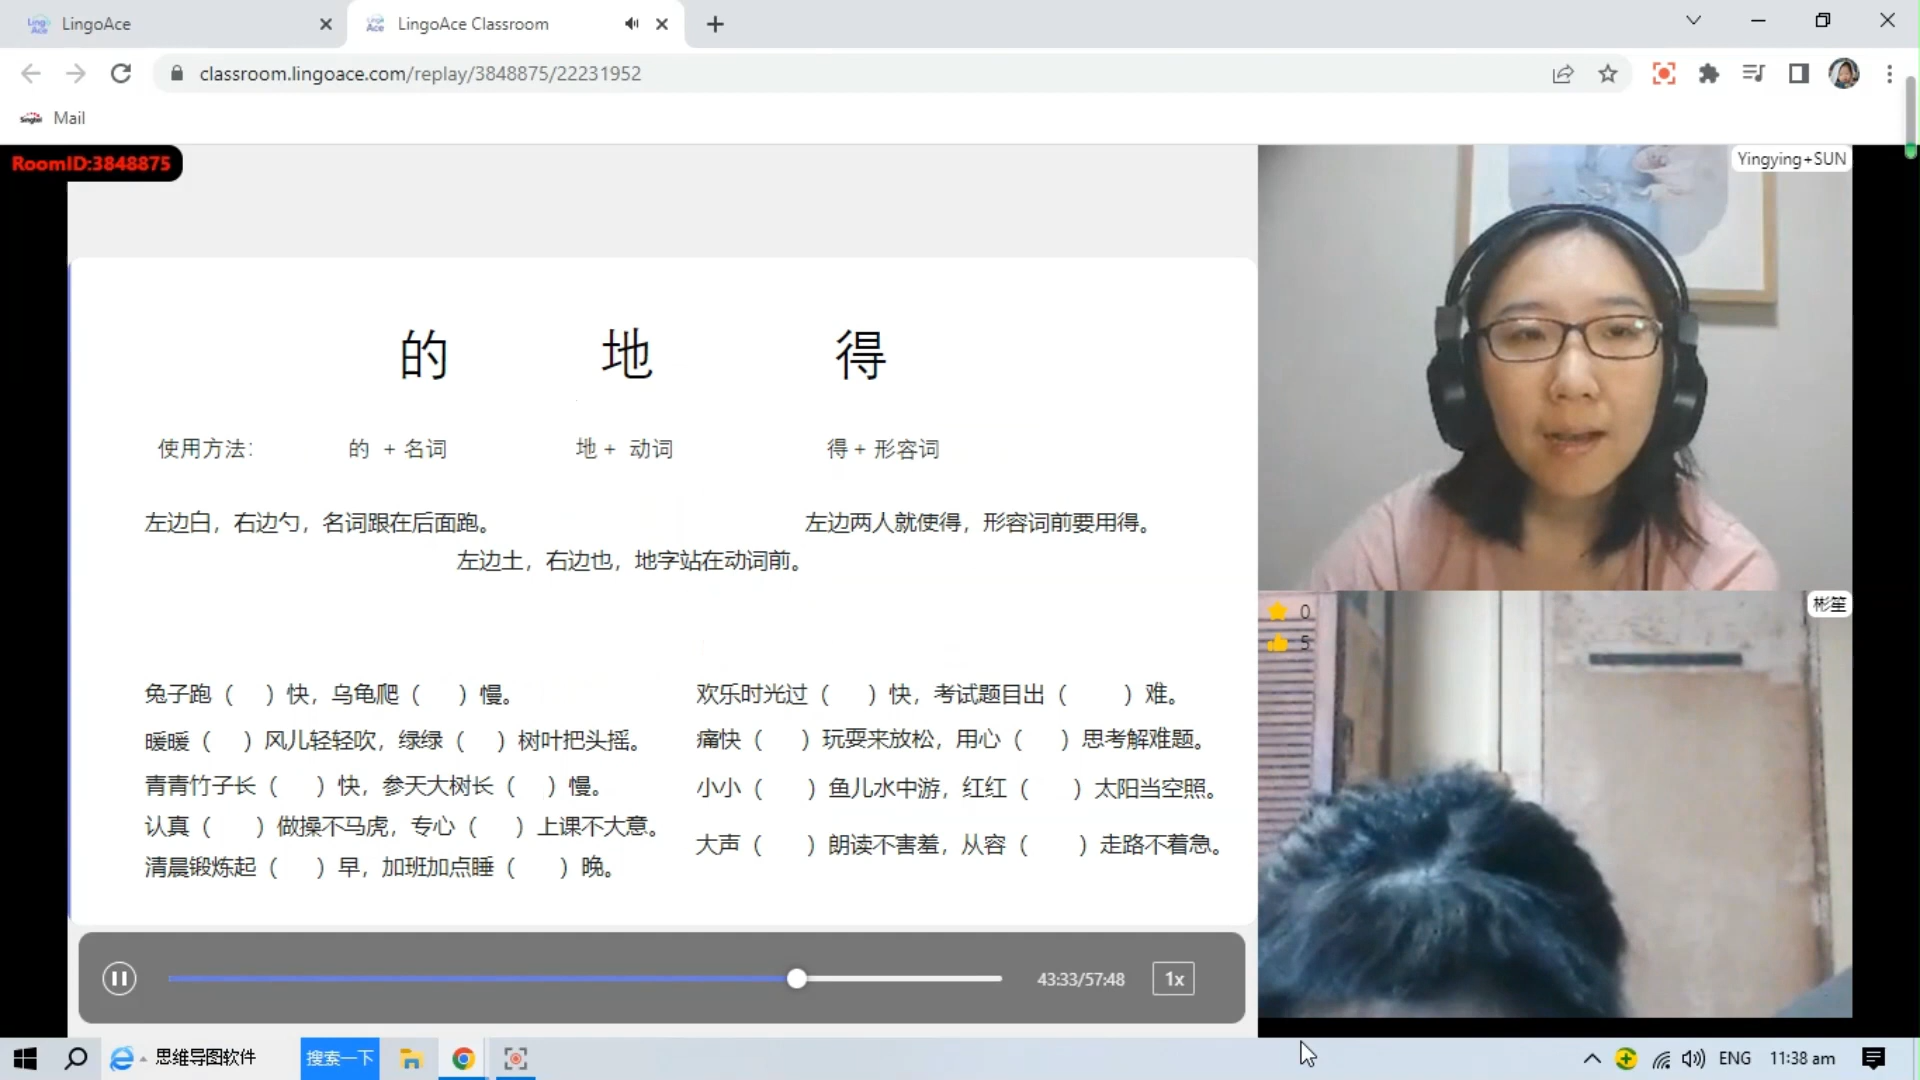 LingoAce
LingoAce Classroom
classroom.lingoace.com/replay/3848875/22231952
Singtel Mail
RoomID:3848875
Yingying+SUN
的 地 得
使用方法: 的 + 名词 地 + 动词 得 + 形容词
左边白，右边勺，名词跟在后面跑。
左边两人就使得，形容词前要用得。
左边土，右边也，地字站在动词前。
彬笙
0
5
兔子跑（ ）快，乌龟爬（ ）慢。
暖暖（ ）风儿轻轻吹，绿绿（ ）树叶把头摇。
青青竹子长（ ）快，参天大树长（ ）慢。
认真（ ）做操不马虎，专心（ ）上课不大意。
清晨锻炼起（ ）早，加班加点睡（ ）晚。
欢乐时光过（ ）快，考试题目出（ ）难。
痛快（ ）玩耍来放松，用心（ ）思考解难题。
小小（ ）鱼儿水中游，红红（ ）太阳当空照。
大声（ ）朗读不害羞，从容（ ）走路不着急。
43:33/57:48 1x
思维导图软件 搜索一下 ENG 11:38 am